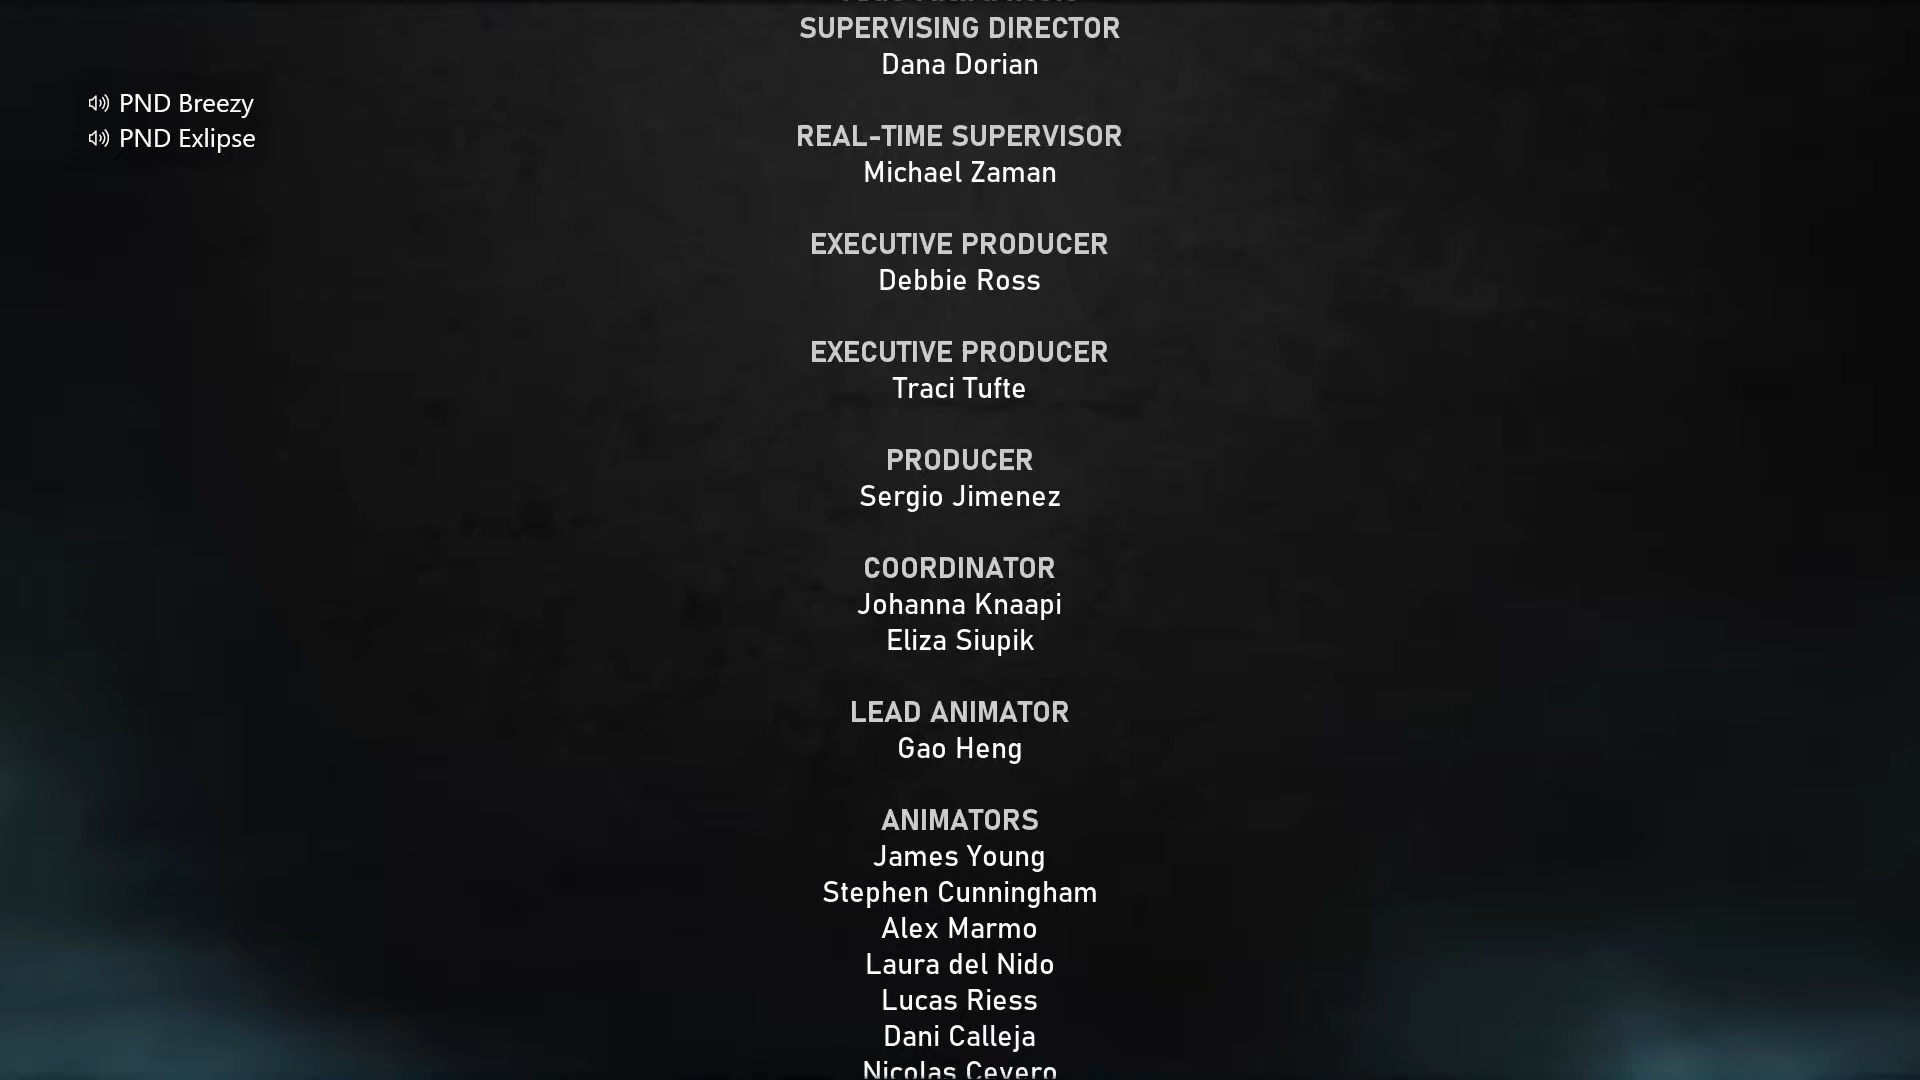 SUPERVISING DIRECTOR
Dana Dorian
PND Breezy
PND Exlipse
REAL-TIME SUPERVISOR
Michael Zaman
EXECUTIVE PRODUCER
Debbie Ross
EXECUTIVE PRODUCER
Traci Tufte
PRODUCER
Sergio Jimenez
COORDINATOR
Johanna Knaapi
Eliza Siupik
LEAD ANIMATOR
Gao Heng
ANIMATORS
James Young
Stephen Cunningham
Alex Marmo
Laura del Nido
Lucas Riess
Dani Calleja
Nicolas Cevero